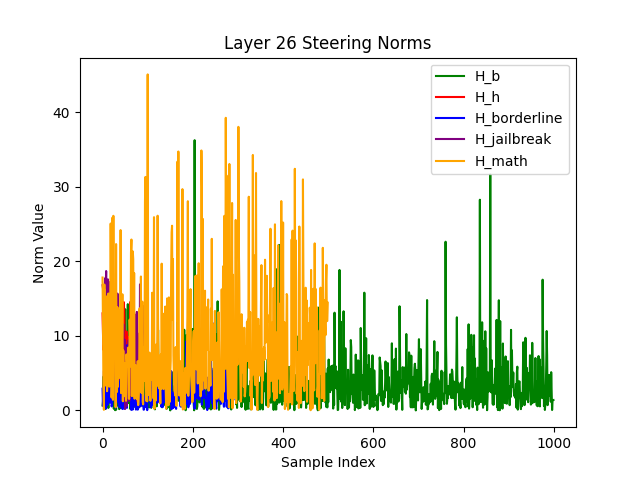 Layer 26 Steering Norms
H_b
H_h
H_borderline
H_jailbreak
H_math
Norm Value
40
30
20
10
0
0
200
400
600
800
1000
Sample Index